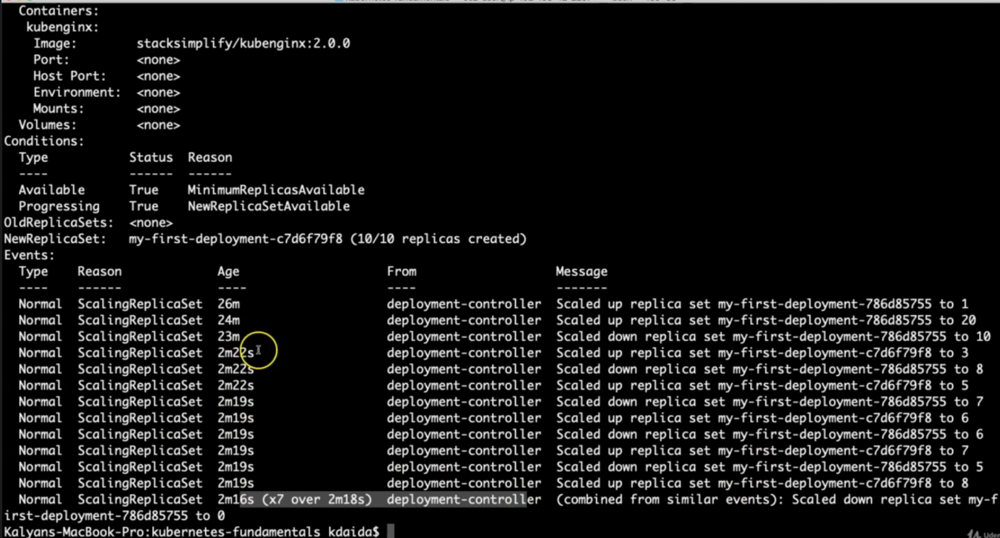 Containers:
kubenginx:
Image: stacksimplify/kubenginx:2.0.0
Port: <none>
Host Port: <none>
Environment: <none>
Mounts: <none>
Volumes: <none>
Conditions:
Type Status Reason
---- ------ ------
Available True MinimumReplicasAvailable
Progressing True NewReplicaSetAvailable
OldReplicaSets: <none>
NewReplicaSet: my-first-deployment-c7d6f79f8 (10/10 replicas created)
Events:
Type Reason Age From Message
---- ------ ---- ---- -------
Normal ScalingReplicaSet 26m deployment-controller Scaled up replica set my-first-deployment-786d85755 to 1
Normal ScalingReplicaSet 24m deployment-controller Scaled up replica set my-first-deployment-786d85755 to 20
Normal ScalingReplicaSet 23m deployment-controller Scaled down replica set my-first-deployment-786d85755 to 10
Normal ScalingReplicaSet 2m22s deployment-controller Scaled up replica set my-first-deployment-c7d6f79f8 to 3
Normal ScalingReplicaSet 2m22s deployment-controller Scaled down replica set my-first-deployment-786d85755 to 8
Normal ScalingReplicaSet 2m22s deployment-controller Scaled up replica set my-first-deployment-c7d6f79f8 to 5
Normal ScalingReplicaSet 2m19s deployment-controller Scaled down replica set my-first-deployment-786d85755 to 7
Normal ScalingReplicaSet 2m19s deployment-controller Scaled up replica set my-first-deployment-c7d6f79f8 to 6
Normal ScalingReplicaSet 2m19s deployment-controller Scaled down replica set my-first-deployment-786d85755 to 6
Normal ScalingReplicaSet 2m19s deployment-controller Scaled up replica set my-first-deployment-c7d6f79f8 to 7
Normal ScalingReplicaSet 2m19s deployment-controller Scaled down replica set my-first-deployment-786d85755 to 5
Normal ScalingReplicaSet 2m19s deployment-controller Scaled up replica set my-first-deployment-c7d6f79f8 to 8
Normal ScalingReplicaSet 2m16s (x7 over 2m18s) deployment-controller (combined from similar events): Scaled down replica set my-f
irst-deployment-786d85755 to 0
Kalyans-MacBook-Pro:kubernetes-fundamentals kdaida$